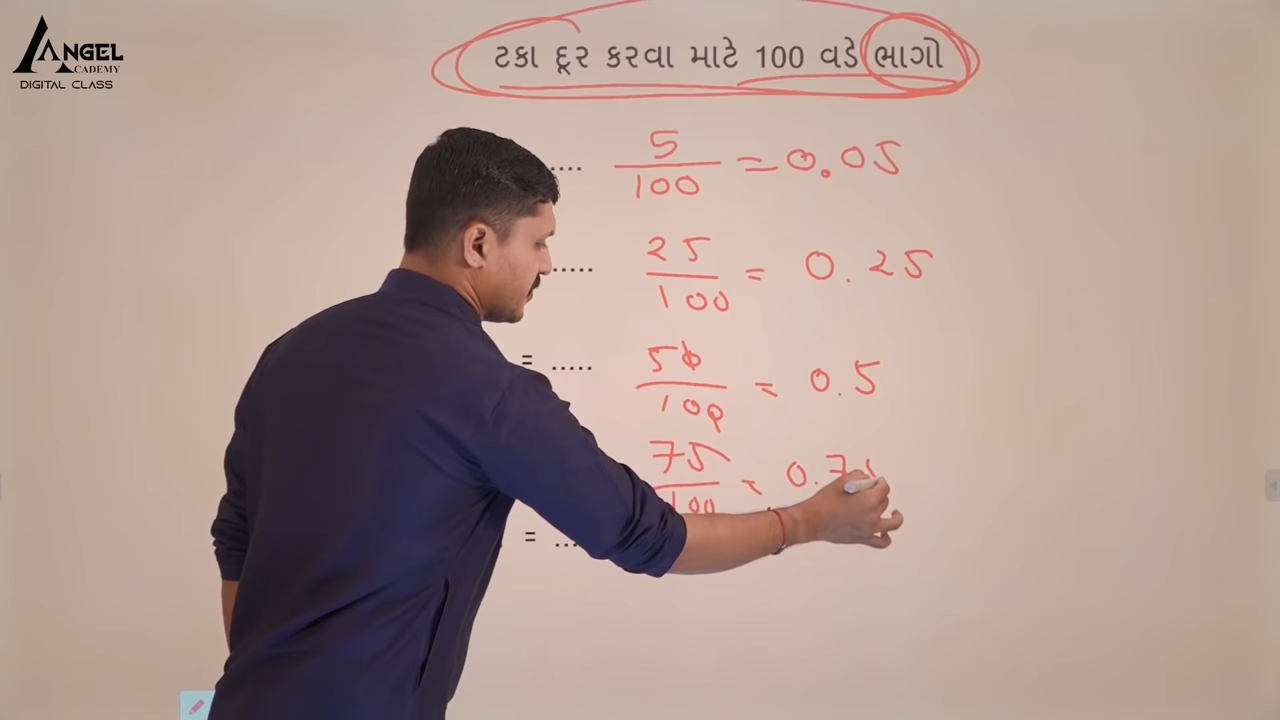 ANGEL
ACADEMY
DIGITAL CLASS
ટકા દૂર કરવા માટે 100 વડે ભાગો
..... 5/100 = 0.05
..... 25/100 = 0.25
= ..... 50/100 = 0.5
75/100 = 0.7
= ...